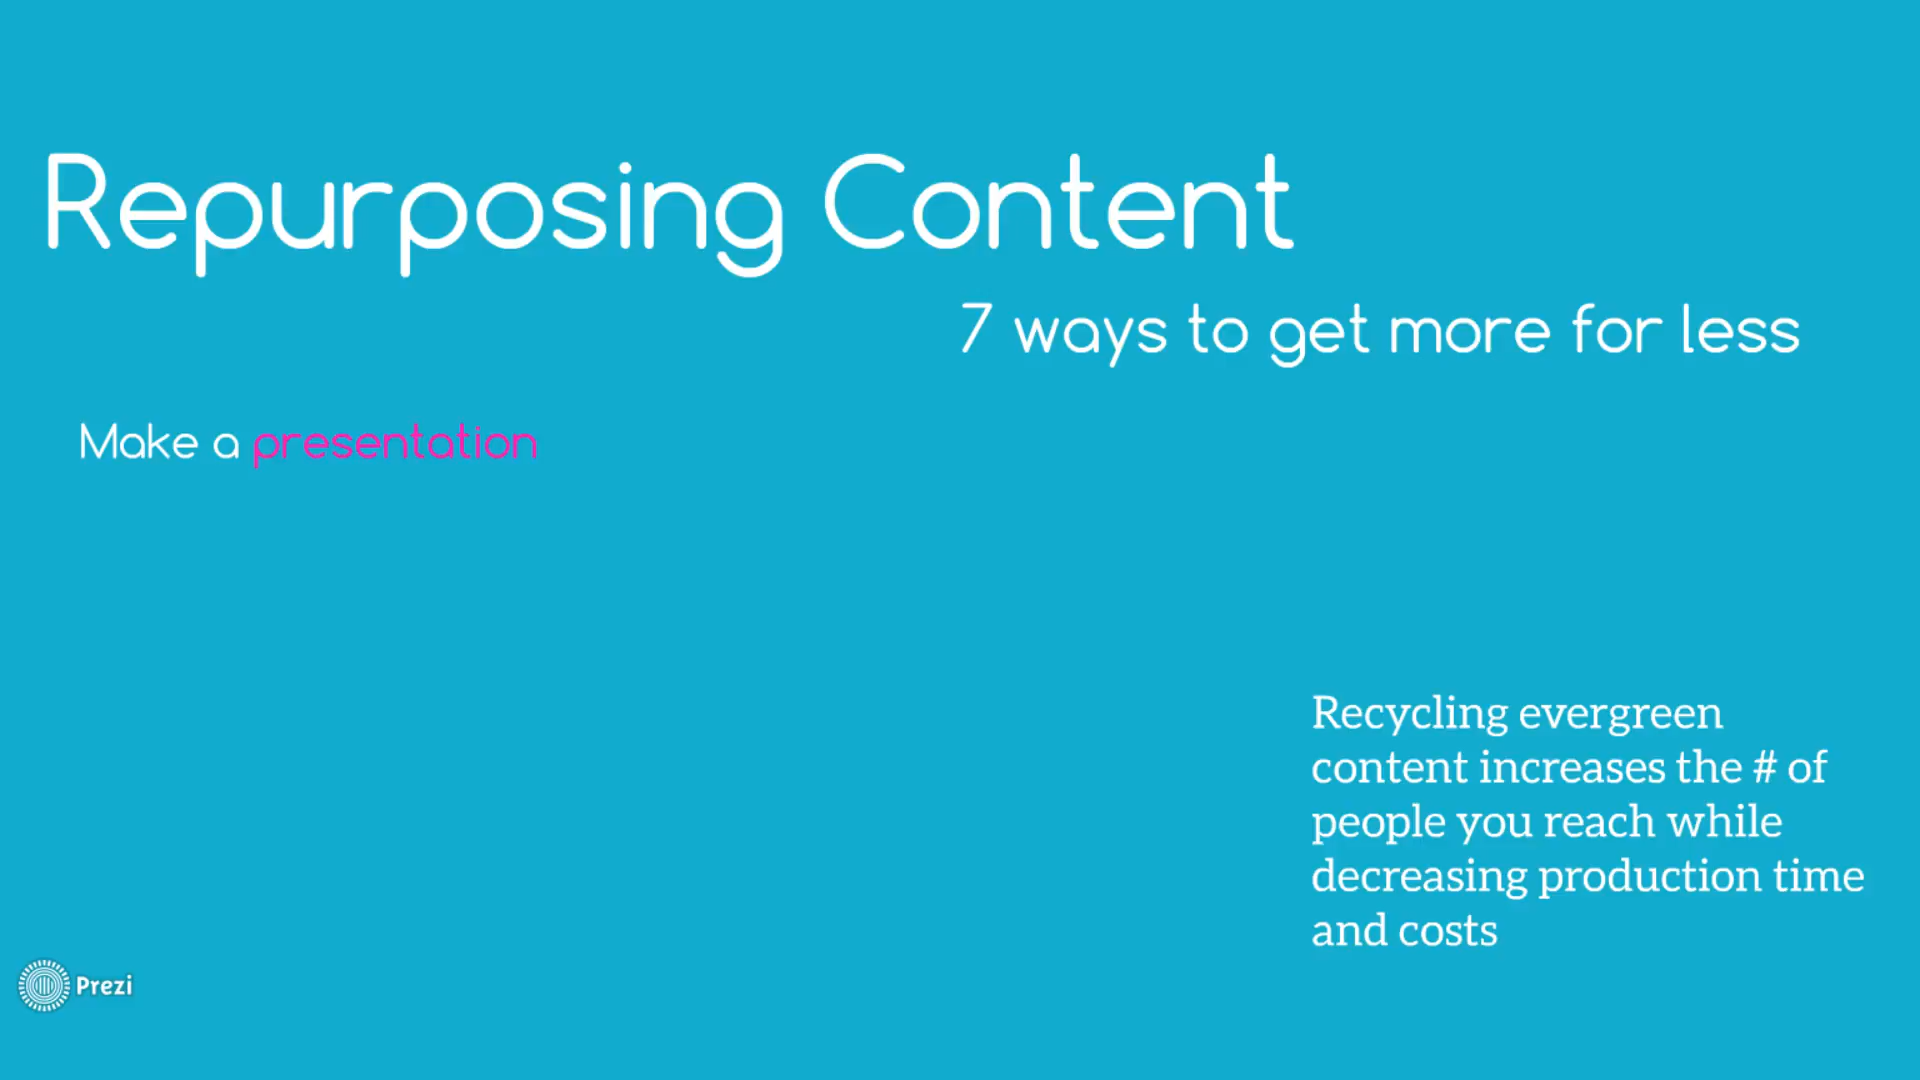 Repurposing Content
7 ways to get more for less
Make a presentation
Recycling evergreen
content increases the # of
people you reach while
decreasing production time
and costs
Prezi